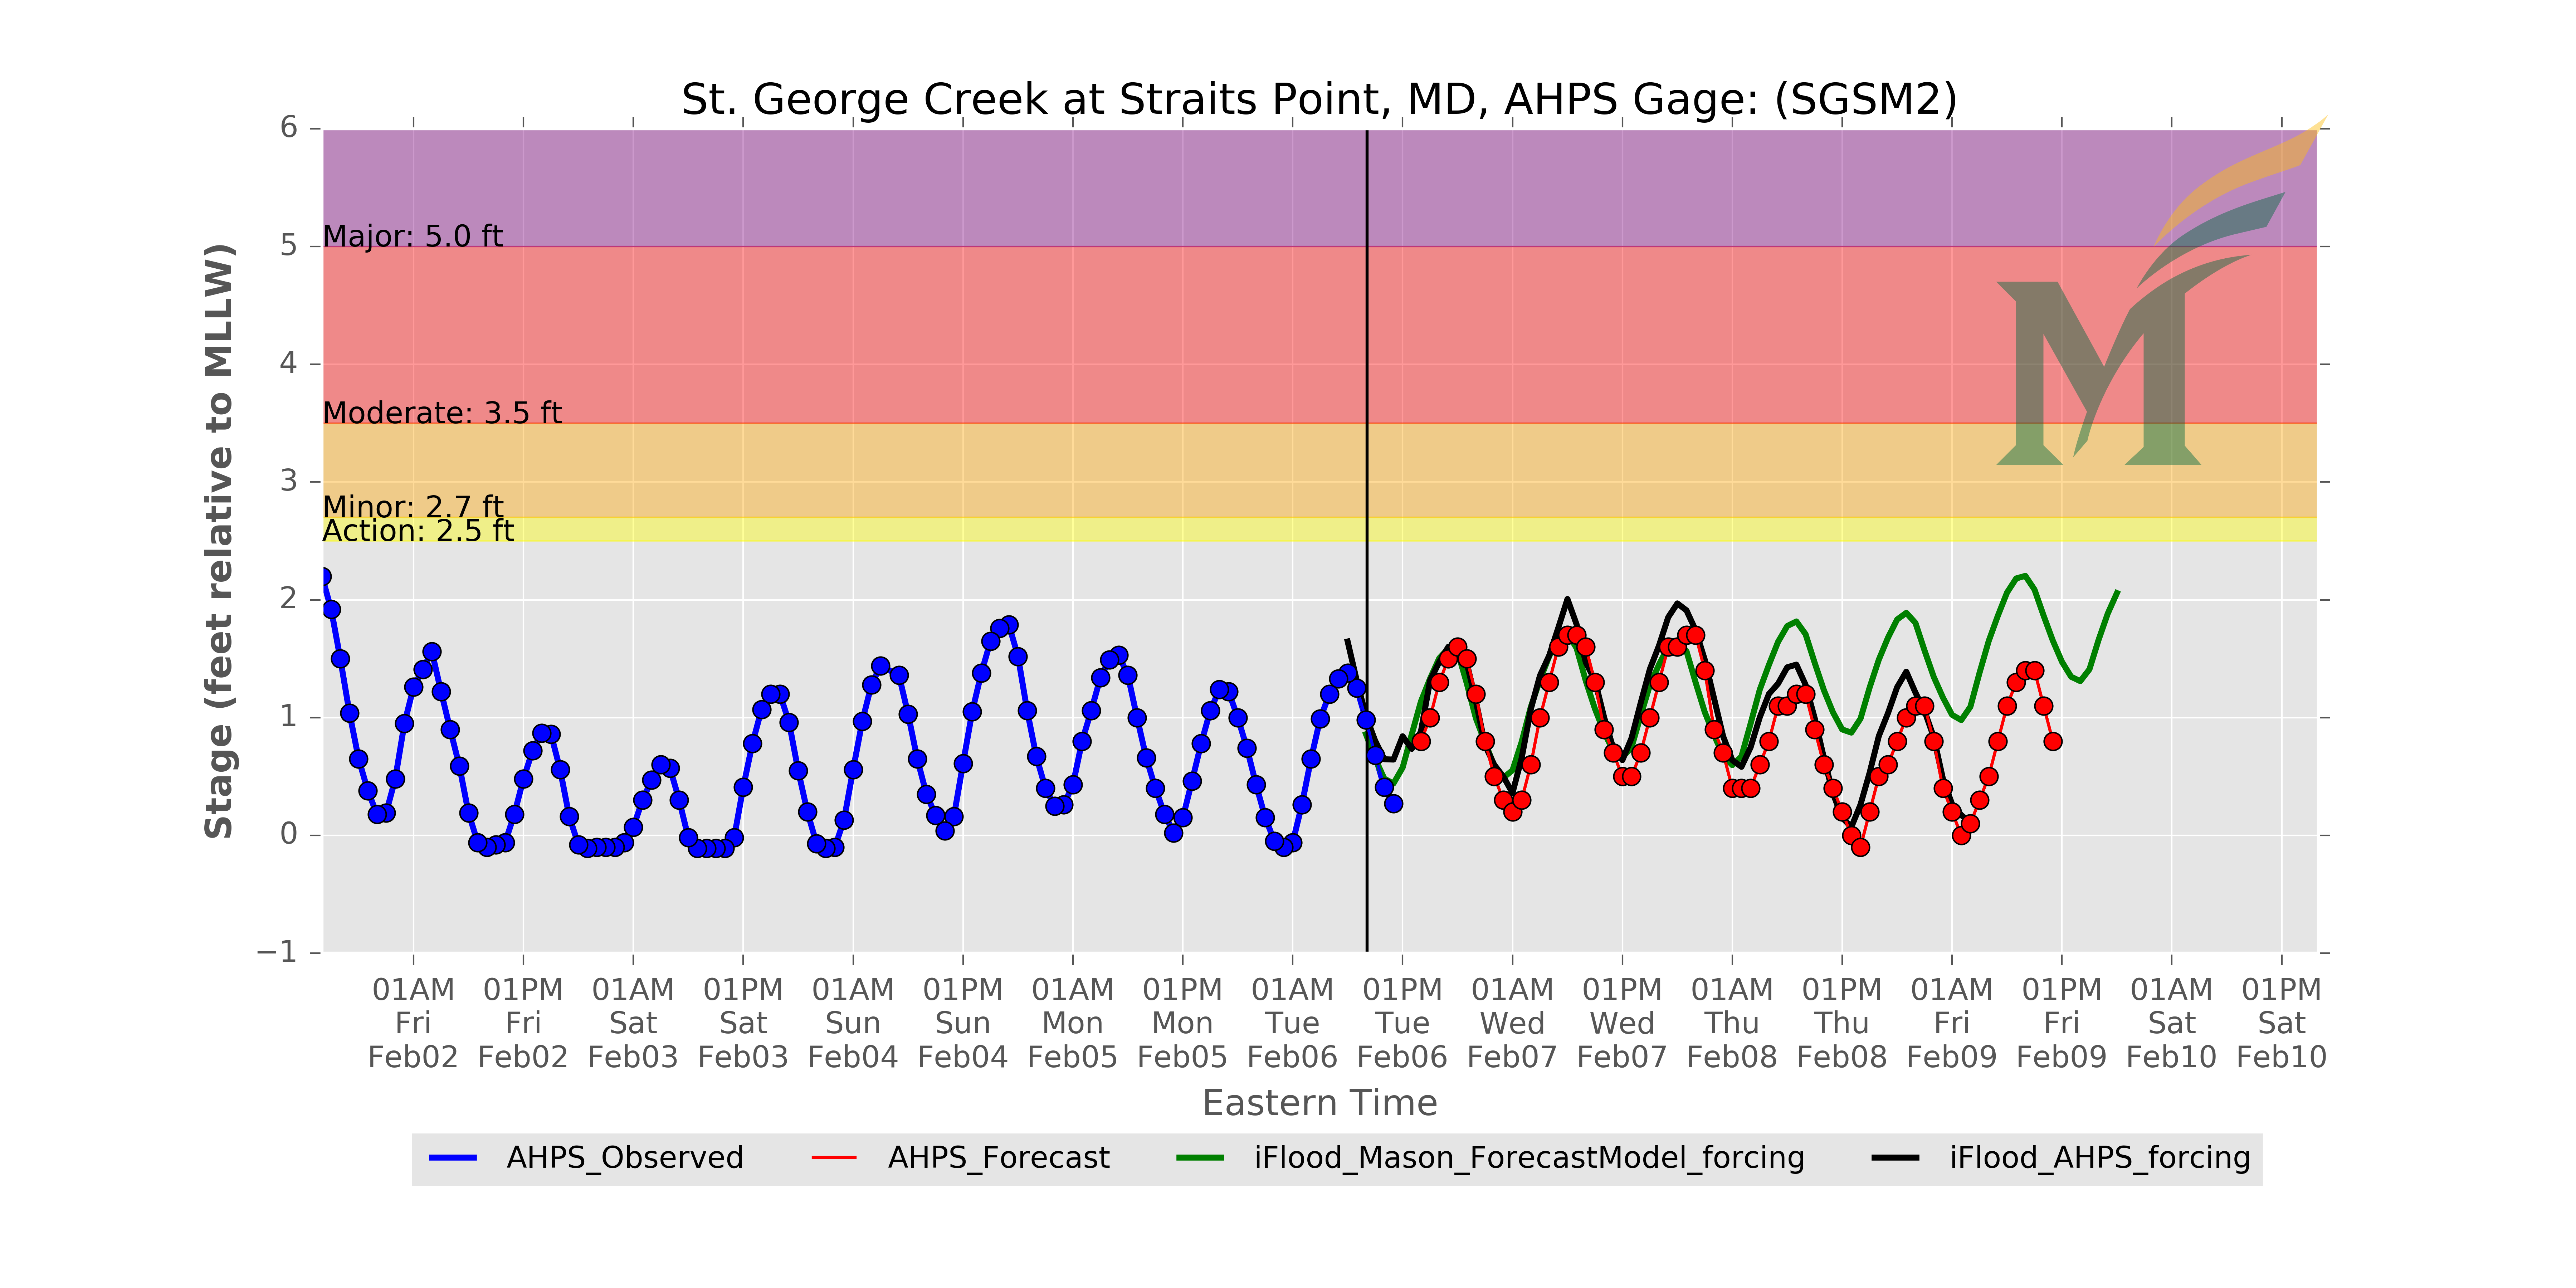 St. George Creek at Straits Point, MD, AHPS Gage: (SGSM2)
Stage (feet relative to MLLW)
6
5
4
3
2
1
0
−1
Major: 5.0 ft
Moderate: 3.5 ft
Minor: 2.7 ft
Action: 2.5 ft
M
01AM 01PM 01AM 01PM 01AM 01PM 01AM 01PM 01AM 01PM 01AM 01PM 01AM 01PM 01AM 01PM 01AM 01PM
Fri Fri Sat Sat Sun Sun Mon Mon Tue Tue Wed Wed Thu Thu Fri Fri Sat Sat
Feb02 Feb02 Feb03 Feb03 Feb04 Feb04 Feb05 Feb05 Feb06 Feb06 Feb07 Feb07 Feb08 Feb08 Feb09 Feb09 Feb10 Feb10
Eastern Time
AHPS_Observed AHPS_Forecast iFlood_Mason_ForecastModel_forcing iFlood_AHPS_forcing